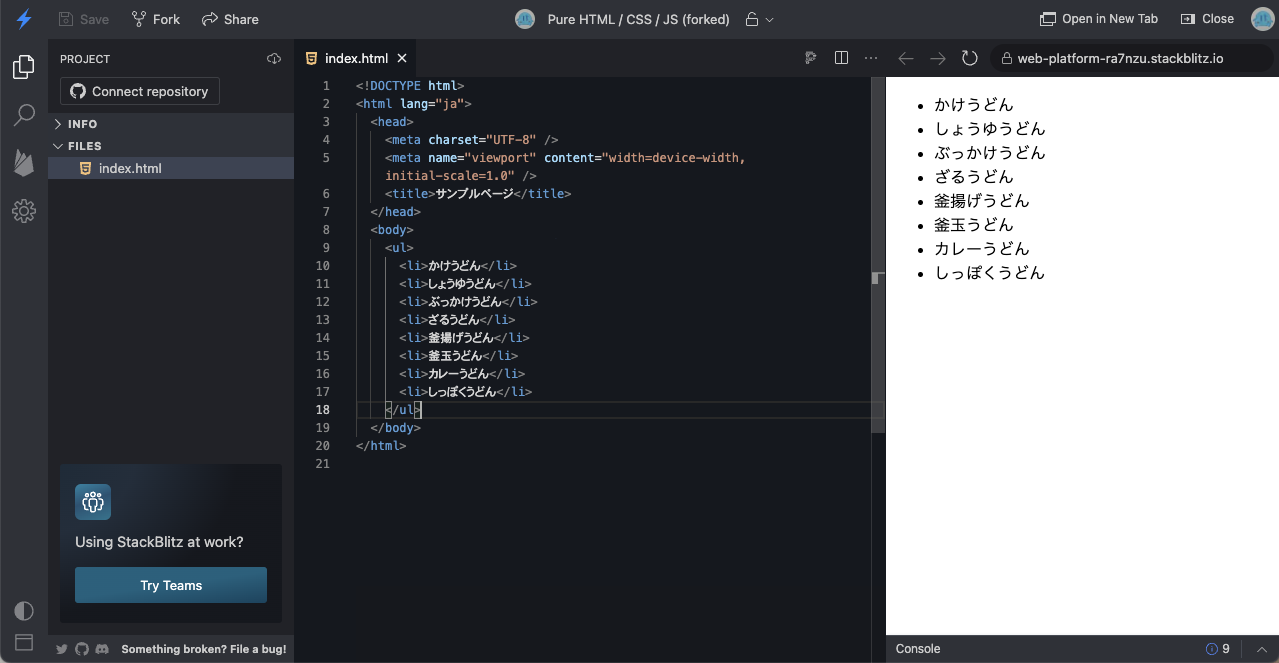 Save
Fork
Share
Pure HTML / CSS / JS (forked)
Open in New Tab
Close
PROJECT
Connect repository
INFO
FILES
index.html
Using StackBlitz at work?
Try Teams
Something broken? File a bug!
index.html
1 <!DOCTYPE html>
2 <html lang="ja">
3 <head>
4 <meta charset="UTF-8" />
5 <meta name="viewport" content="width=device-width,
initial-scale=1.0" />
6 <title>サンプルページ</title>
7 </head>
8 <body>
9 <ul>
10 <li>かけうどん</li>
11 <li>しょうゆうどん</li>
12 <li>ぶっかけうどん</li>
13 <li>ざるうどん</li>
14 <li>釜揚げうどん</li>
15 <li>釜玉うどん</li>
16 <li>カレーうどん</li>
17 <li>しっぽくうどん</li>
18 </ul>
19 </body>
20 </html>
21
web-platform-ra7nzu.stackblitz.io
• かけうどん
• しょうゆうどん
• ぶっかけうどん
• ざるうどん
• 釜揚げうどん
• 釜玉うどん
• カレーうどん
• しっぽくうどん
Console
9